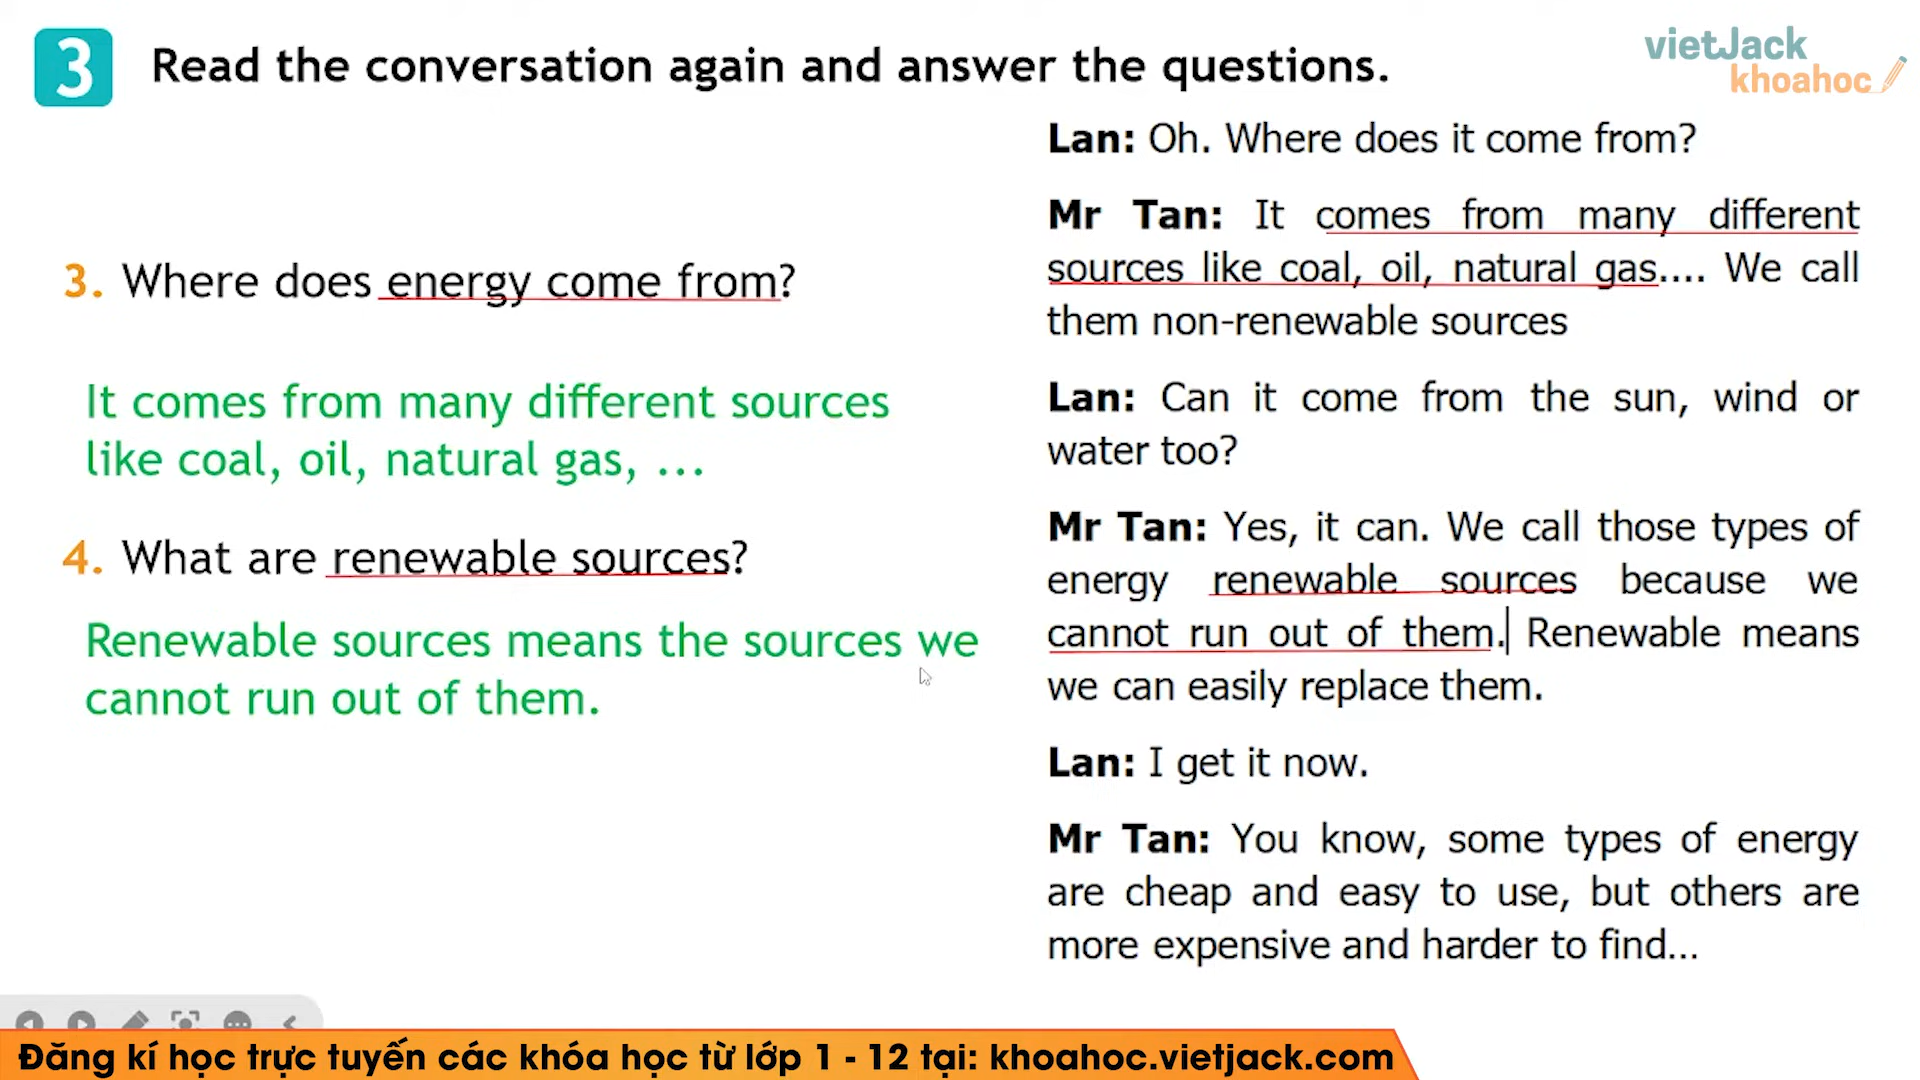 3 Read the conversation again and answer the questions.
vietJack
khoahoc
3. Where does energy come from?
It comes from many different sources
like coal, oil, natural gas, ...
4. What are renewable sources?
Renewable sources means the sources we
cannot run out of them.
Lan: Oh. Where does it come from?
Mr Tan: It comes from many different
sources like coal, oil, natural gas.... We call
them non-renewable sources
Lan: Can it come from the sun, wind or
water too?
Mr Tan: Yes, it can. We call those types of
energy renewable sources because we
cannot run out of them. Renewable means
we can easily replace them.
Lan: I get it now.
Mr Tan: You know, some types of energy
are cheap and easy to use, but others are
more expensive and harder to find...
Đăng kí học trực tuyến các khóa học từ lớp 1 - 12 tại: khoahoc.vietjack.com